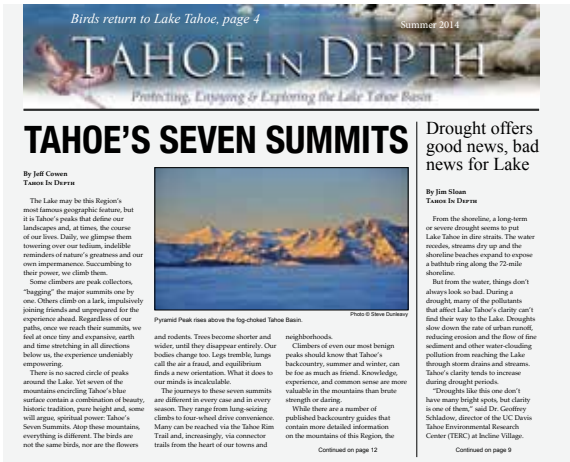 Birds return to Lake Tahoe, page 4
Summer 2014
TAHOE IN DEPTH
Protecting, Enjoying & Exploring the Lake Tahoe Basin
TAHOE'S SEVEN SUMMITS
By Jeff Cowen
TAHOE IN DEPTH
The Lake may be this Region's
most famous geographic feature, but
it is Tahoe's peaks that define our
landscapes and, at times, the course
of our lives. Daily, we glimpse them
towering over our tedium, indelible
reminders of nature's greatness and our
own impermanence. Succumbing to
their power, we climb them.
Some climbers are peak collectors,
"bagging" the major summits one by
one. Others climb on a lark, impulsively
joining friends and unprepared for the
experience ahead. Regardless of our
paths, once we reach their summits, we
feel at once tiny and expansive, earth
and time stretching in all directions
below us, the experience undeniably
empowering.
There is no sacred circle of peaks
around the Lake. Yet seven of the
mountains encircling Tahoe's blue
surface contain a combination of beauty,
historic tradition, pure height and, some
will argue, spiritual power: Tahoe's
Seven Summits. Atop these mountains,
everything is different. The birds are
not the same birds, nor are the flowers
Photo © Steve Dunleavy
Pyramid Peak rises above the fog-choked Tahoe Basin.
and rodents. Trees become shorter and
wider, until they disappear entirely. Our
bodies change too. Legs tremble, lungs
call the air a fraud, and equilibrium
finds a new orientation. What it does to
our minds is incalculable.
The journeys to these seven summits
are different in every case and in every
season. They range from lung-seizing
climbs to four-wheel drive convenience.
Many can be reached via the Tahoe Rim
Trail and, increasingly, via connector
trails from the heart of our towns and
neighborhoods.
Climbers of even our most benign
peaks should know that Tahoe's
backcountry, summer and winter, can
be foe as much as friend. Knowledge,
experience, and common sense are more
valuable in the mountains than brute
strength or daring.
While there are a number of
published backcountry guides that
contain more detailed information
on the mountains of this Region, the
Continued on page 12
Drought offers
good news, bad
news for Lake
By Jim Sloan
TAHOE IN DEPTH
From the shoreline, a long-term
or severe drought seems to put
Lake Tahoe in dire straits. The water
recedes, streams dry up and the
shoreline beaches expand to expose
a bathtub ring along the 72-mile
shoreline.
But from the water, things don't
always look so bad. During a
drought, many of the pollutants
that affect Lake Tahoe's clarity can't
find their way to the Lake. Droughts
slow down the rate of urban runoff,
reducing erosion and the flow of fine
sediment and other water-clouding
pollution from reaching the Lake
through storm drains and streams.
Tahoe's clarity tends to increase
during drought periods.
"Droughts like this one don't
have many bright spots, but clarity
is one of them," said Dr. Geoffrey
Schladow, director of the UC Davis
Tahoe Environmental Research
Center (TERC) at Incline Village.
Continued on page 9